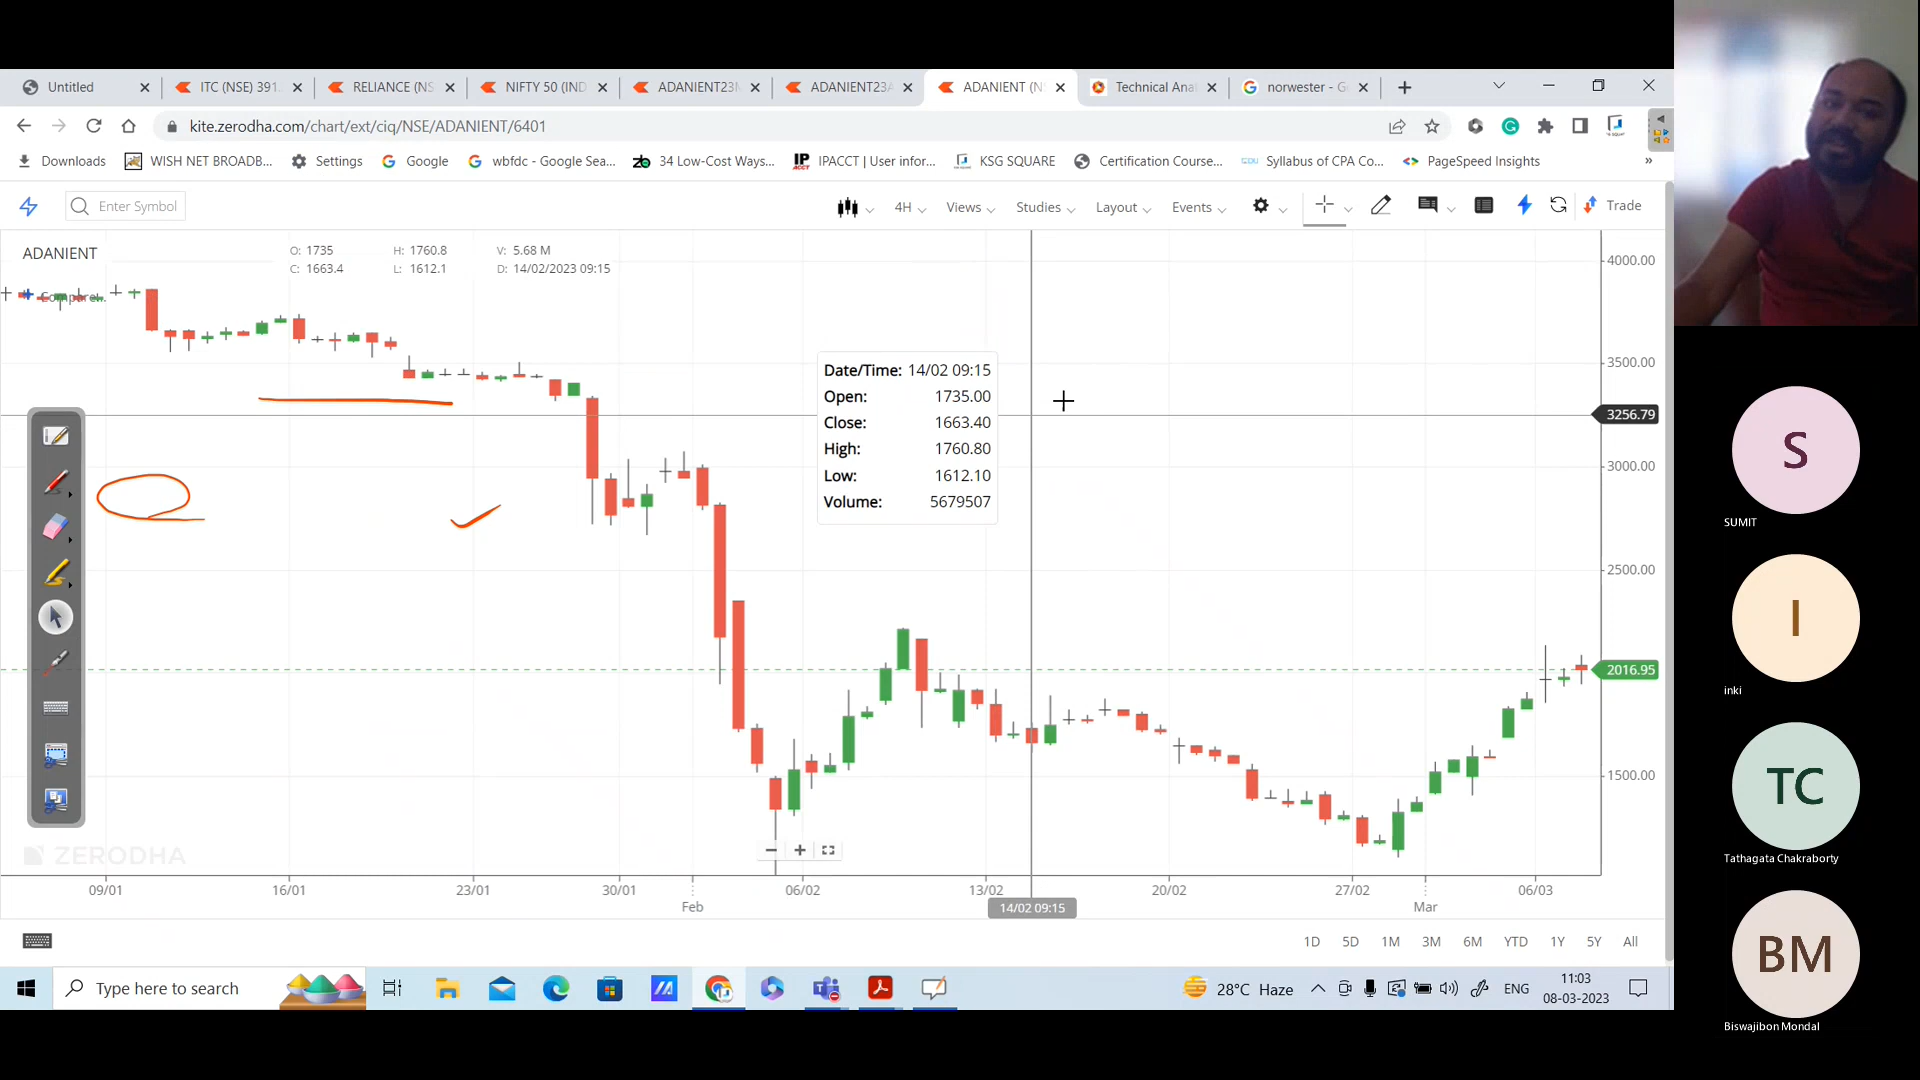 Untitled
ITC (NSE) 391.
RELIANCE (NS
NIFTY 50 (IND
ADANIENT23M
ADANIENT23A
ADANIENT (N
Technical Ana
norwester - G
kite.zerodha.com/chart/ext/ciq/NSE/ADANIENT/6401
Downloads
WISH NET BROADB...
Settings
Google
wbfdc - Google Sea...
34 Low-Cost Ways...
IPACCT | User infor...
KSG SQUARE
Certification Course...
Syllabus of CPA Co...
PageSpeed Insights
»
Enter Symbol
4H
Views
Studies
Layout
Events
Trade
ADANIENT
O: 1735 H: 1760.8 V: 5.68 M
C: 1663.4 L: 1612.1 D: 14/02/2023 09:15
Compare..
Date/Time: 14/02 09:15
Open: 1735.00
Close: 1663.40
High: 1760.80
Low: 1612.10
Volume: 5679507
4000.00
3500.00
3256.79
3000.00
2500.00
2016.95
1500.00
ZERODHA
09/01 16/01 23/01 30/01 06/02 13/02 20/02 27/02 06/03
Feb Mar
14/02 09:15
1D 5D 1M 3M 6M YTD 1Y 5Y All
Type here to search
28°C Haze
ENG
11:03
08-03-2023
S
SUMIT
I
inki
TC
Tathagata Chakraborty
BM
Biswajibon Mondal